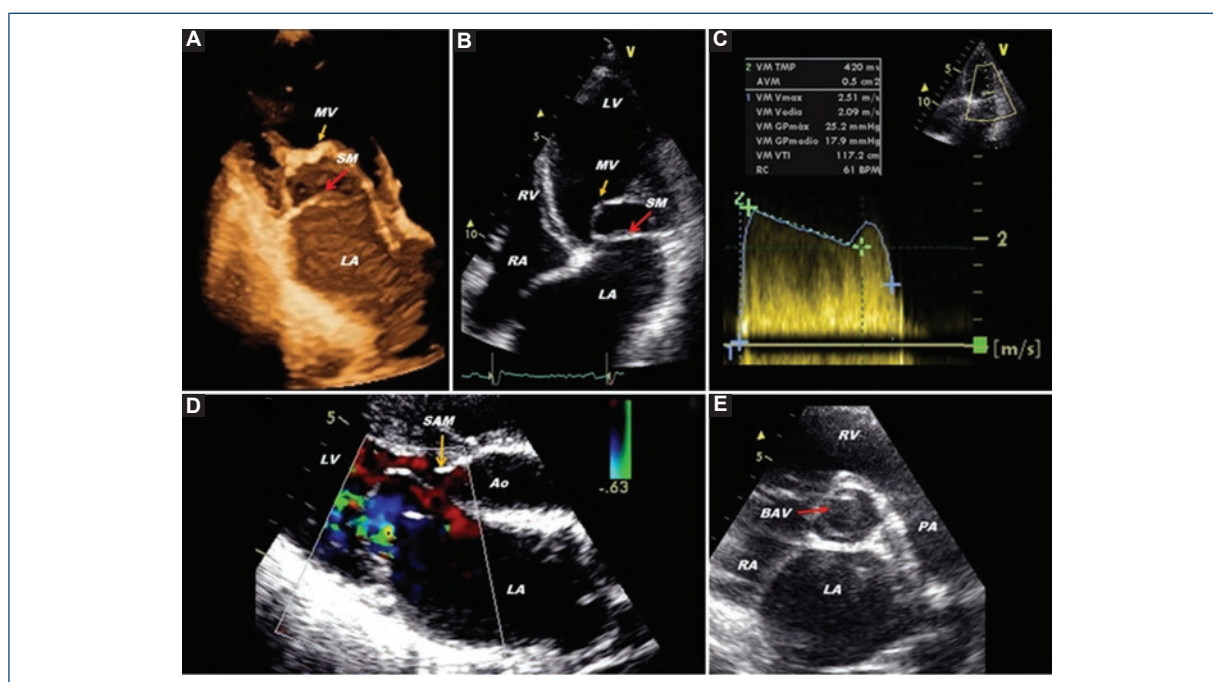 A
MV
SM
LA
B
V
LV
5
MV
RV
SM
10
RA
LA
C
V
5
10
2 VM TMP 420 ms
AVM 0.5 cm2
1 VM Vmax 2.51 m/s
VM Vedia 2.09 m/s
VM GPmáx 25.2 mmHg
VM GPmedio 17.9 mmHg
VM VTI 117.2 cm
RC 61 BPM
2
2
1
[m/s]
D
5
SAM
LV
Ao
-.63
LA
E
RV
5
BAV
PA
RA
LA